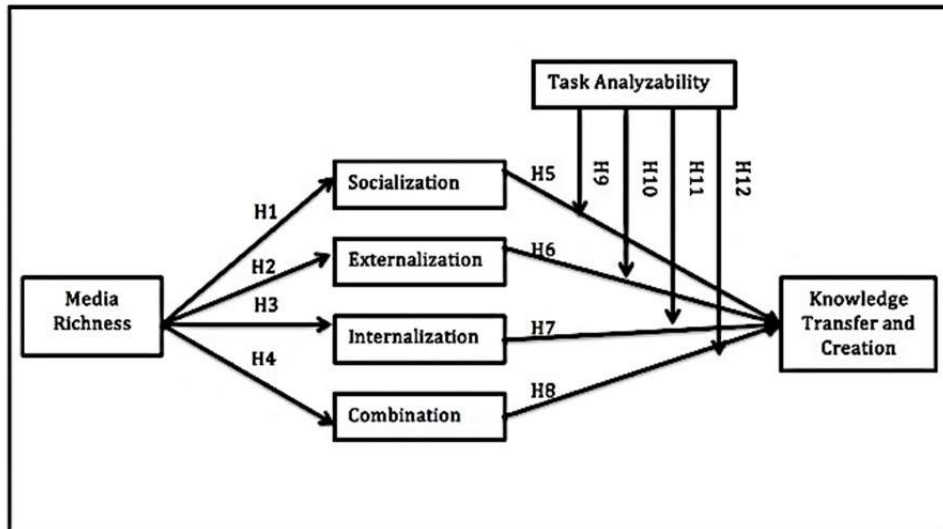 Task Analyzability
H9
H10
H11
H12
Socialization
H5
H1
Externalization
H6
H2
Media
Richness
H3
Internalization
H7
Knowledge
Transfer and
Creation
H4
Combination
H8